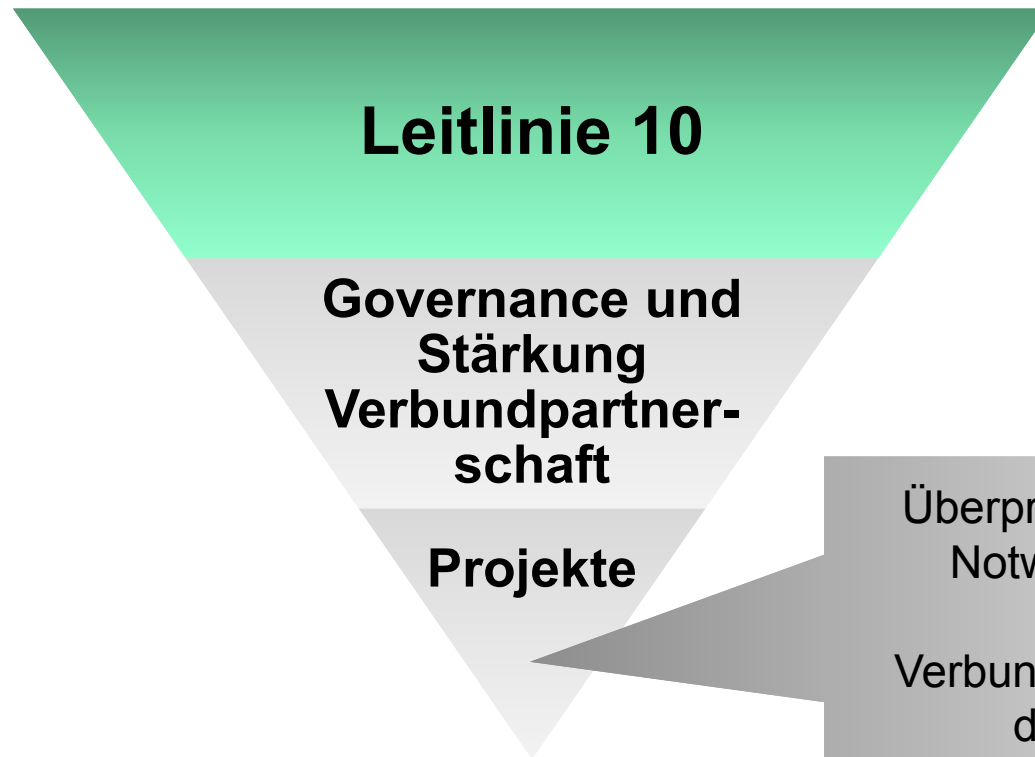 Leitlinie 10
Governance und
Stärkung
Verbundpartner-
schaft
Projekte